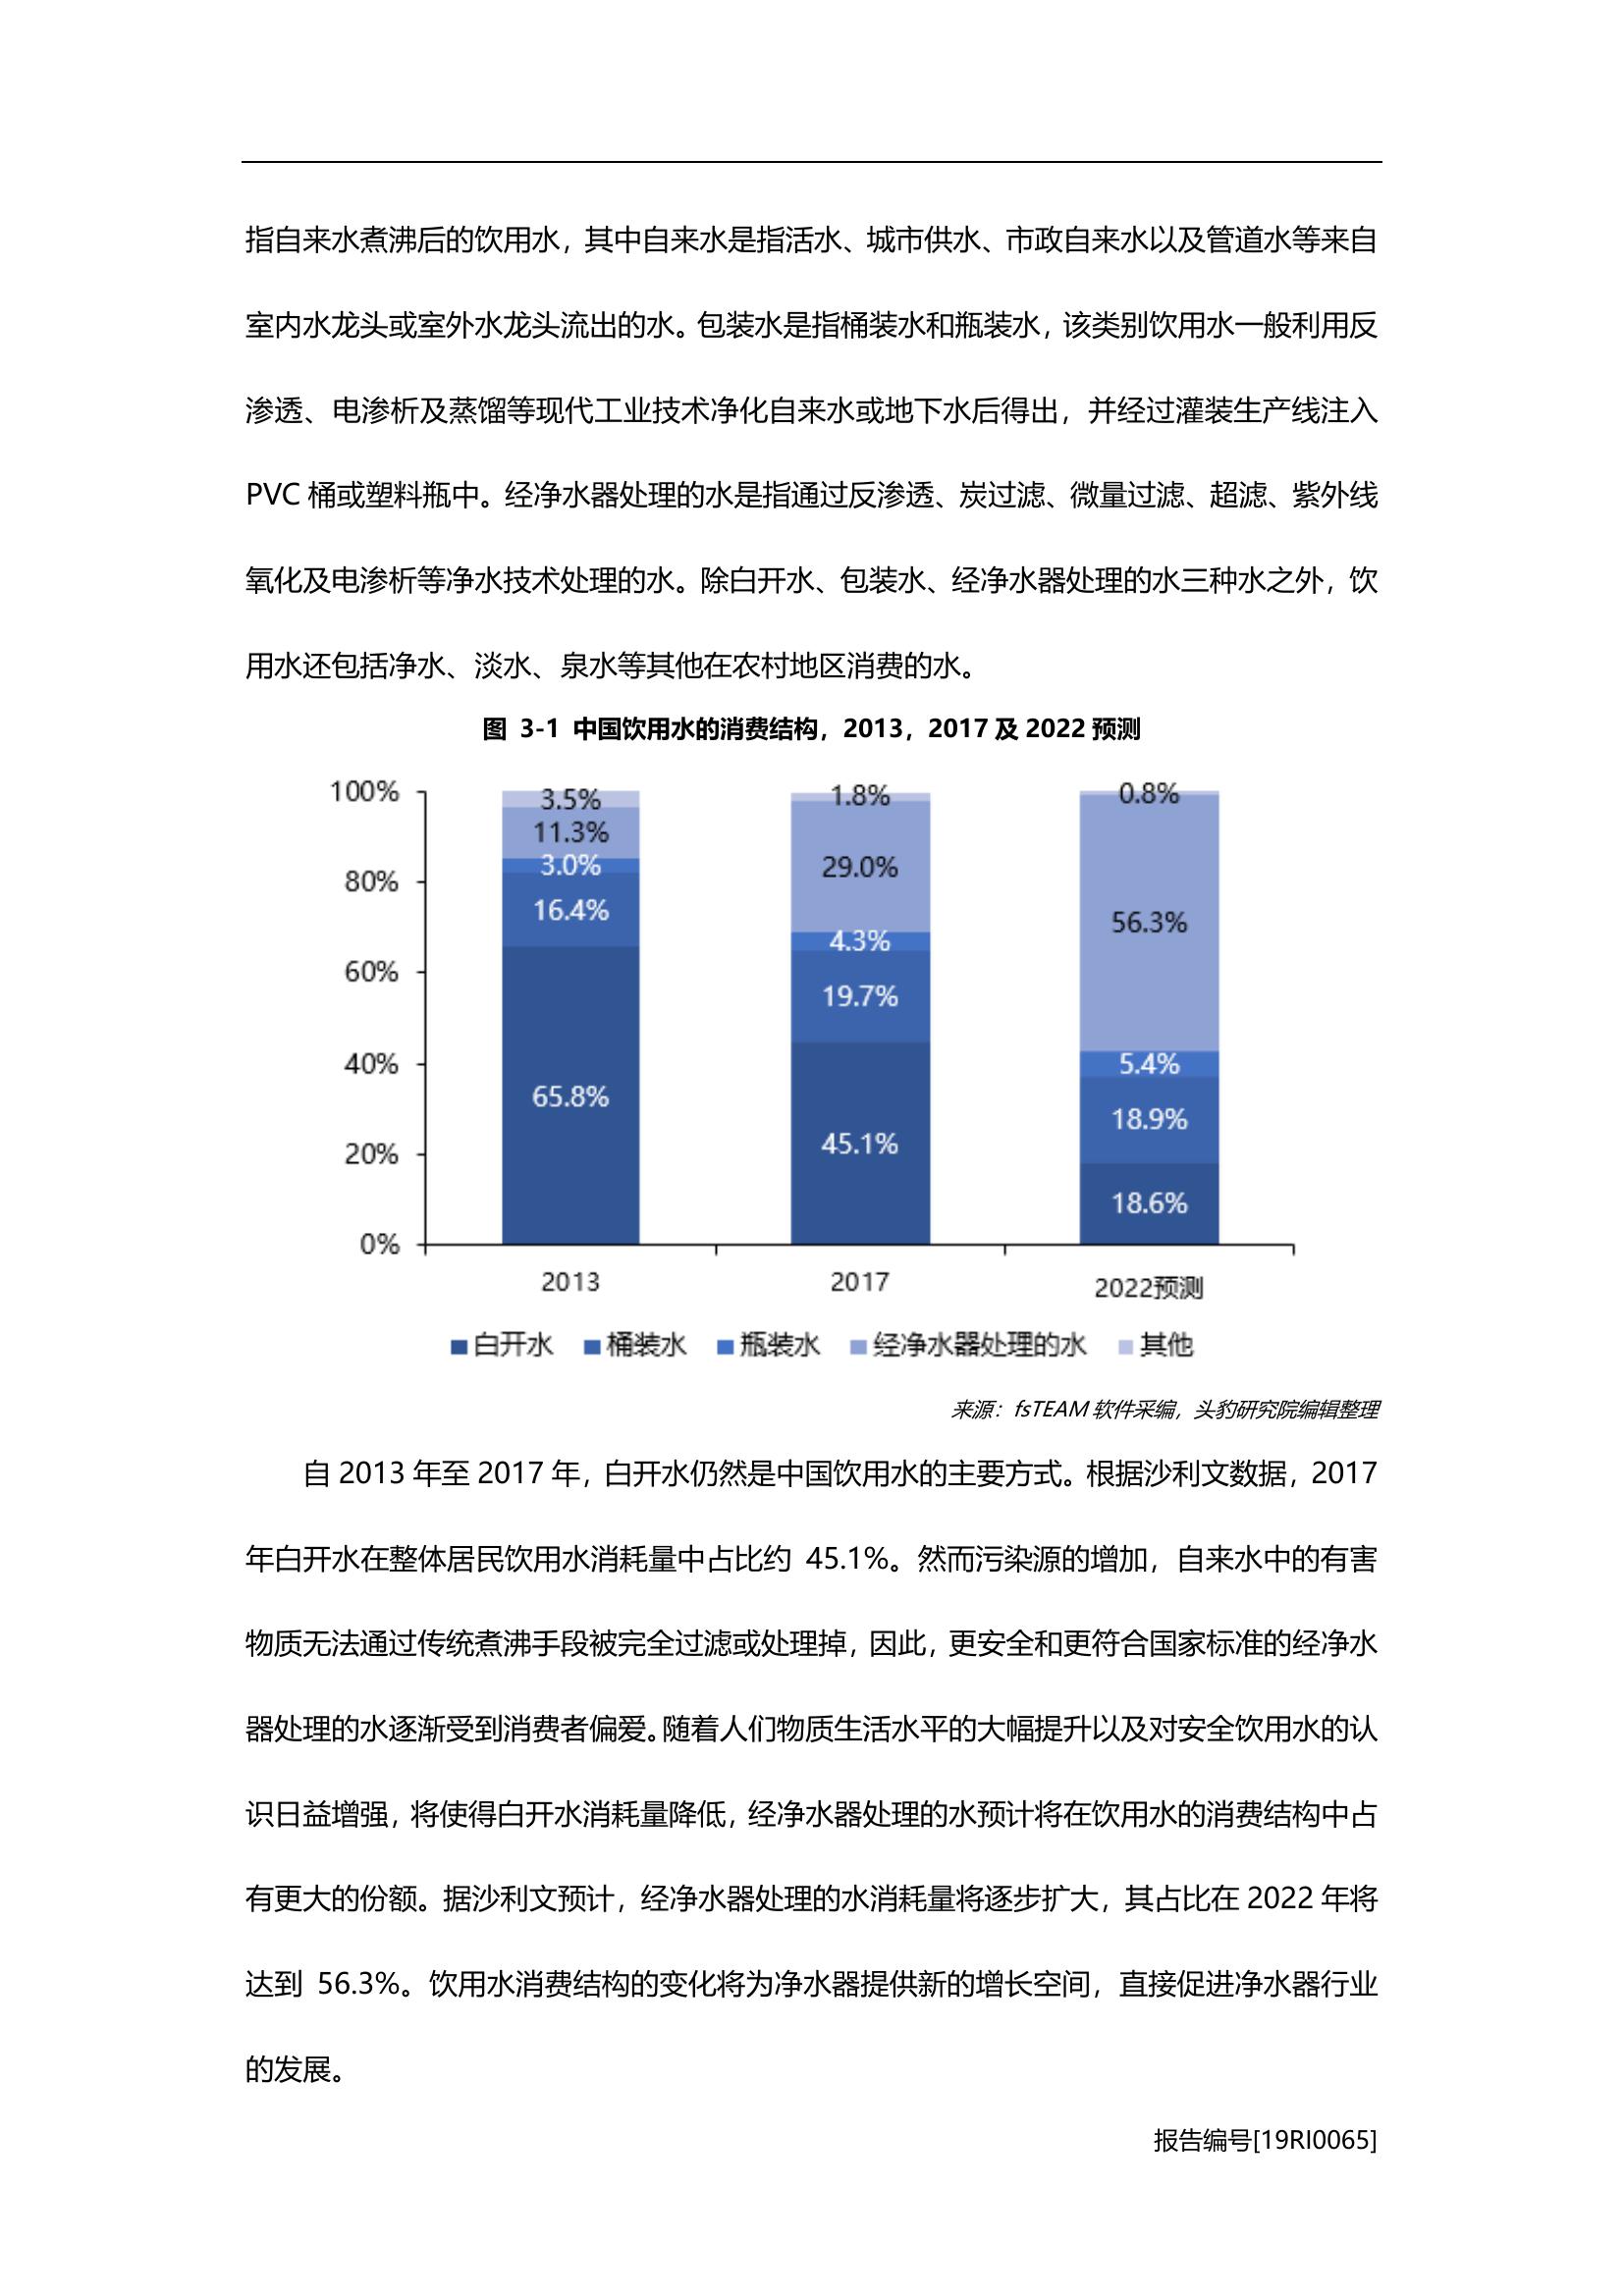 指自来水煮沸后的饮用水，其中自来水是指活水、城市供水、市政自来水以及管道水等来自
室内水龙头或室外水龙头流出的水。包装水是指桶装水和瓶装水，该类别饮用水一般利用反
渗透、电渗析及蒸馏等现代工业技术净化自来水或地下水后得出，并经过灌装生产线注入
PVC 桶或塑料瓶中。经净水器处理的水是指通过反渗透、炭过滤、微量过滤、超滤、紫外线
氧化及电渗析等净水技术处理的水。除白开水、包装水、经净水器处理的水三种水之外，饮
用水还包括净水、淡水、泉水等其他在农村地区消费的水。
图 3-1 中国饮用水的消费结构，2013，2017 及 2022 预测
100%
80%
60%
40%
20%
0%
3.5%
11.3%
3.0%
16.4%
65.8%
1.8%
29.0%
4.3%
19.7%
45.1%
0.8%
56.3%
5.4%
18.9%
18.6%
2013 2017 2022预测
白开水 桶装水 瓶装水 经净水器处理的水 其他
来源：fsTEAM 软件采编，头豹研究院编辑整理
自 2013 年至 2017 年，白开水仍然是中国饮用水的主要方式。根据沙利文数据，2017
年白开水在整体居民饮用水消耗量中占比约 45.1%。然而污染源的增加，自来水中的有害
物质无法通过传统煮沸手段被完全过滤或处理掉，因此，更安全和更符合国家标准的经净水
器处理的水逐渐受到消费者偏爱。随着人们物质生活水平的大幅提升以及对安全饮用水的认
识日益增强，将使得白开水消耗量降低，经净水器处理的水预计将在饮用水的消费结构中占
有更大的份额。据沙利文预计，经净水器处理的水消耗量将逐步扩大，其占比在 2022 年将
达到 56.3%。饮用水消费结构的变化将为净水器提供新的增长空间，直接促进净水器行业
的发展。
报告编号[19RI0065]